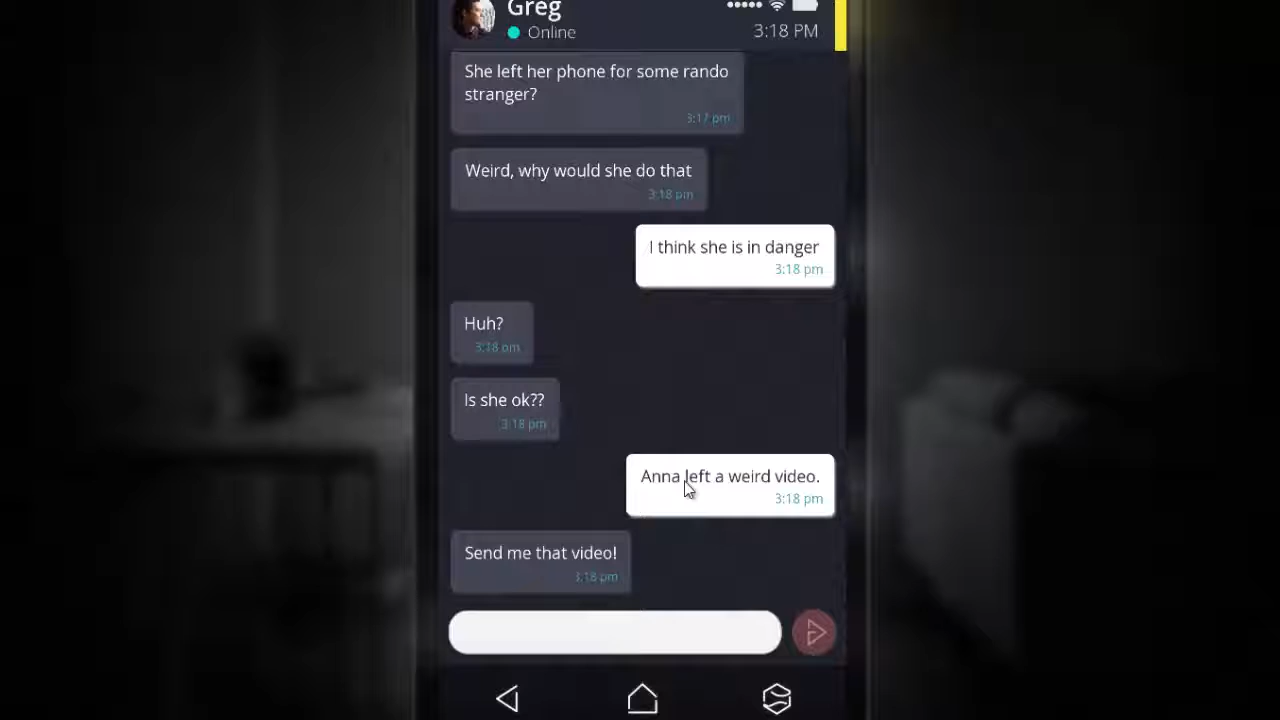 Greg
Online
3:18 PM
She left her phone for some rando
stranger?
3:17 pm
Weird, why would she do that
3:18 pm
I think she is in danger
3:18 pm
Huh?
3:18 pm
Is she ok??
3:18 pm
Anna left a weird video.
3:18 pm
Send me that video!
3:18 pm